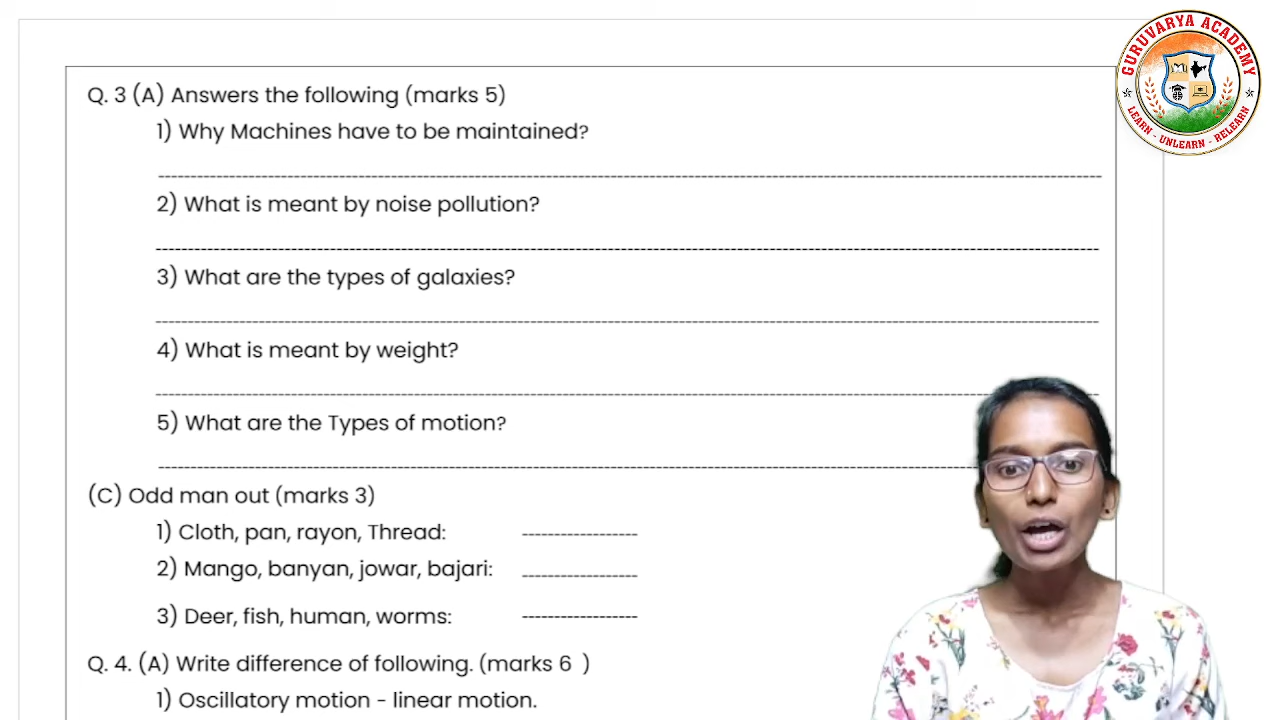 GURUVARYA ACADEMY
LEARN - UNLEARN - RELEARN
Q. 3 (A) Answers the following (marks 5)
1) Why Machines have to be maintained?
2) What is meant by noise pollution?
3) What are the types of galaxies?
4) What is meant by weight?
5) What are the Types of motion?
(C) Odd man out (marks 3)
1) Cloth, pan, rayon, Thread:
2) Mango, banyan, jowar, bajari:
3) Deer, fish, human, worms:
Q. 4. (A) Write difference of following. (marks 6 )
1) Oscillatory motion - linear motion.